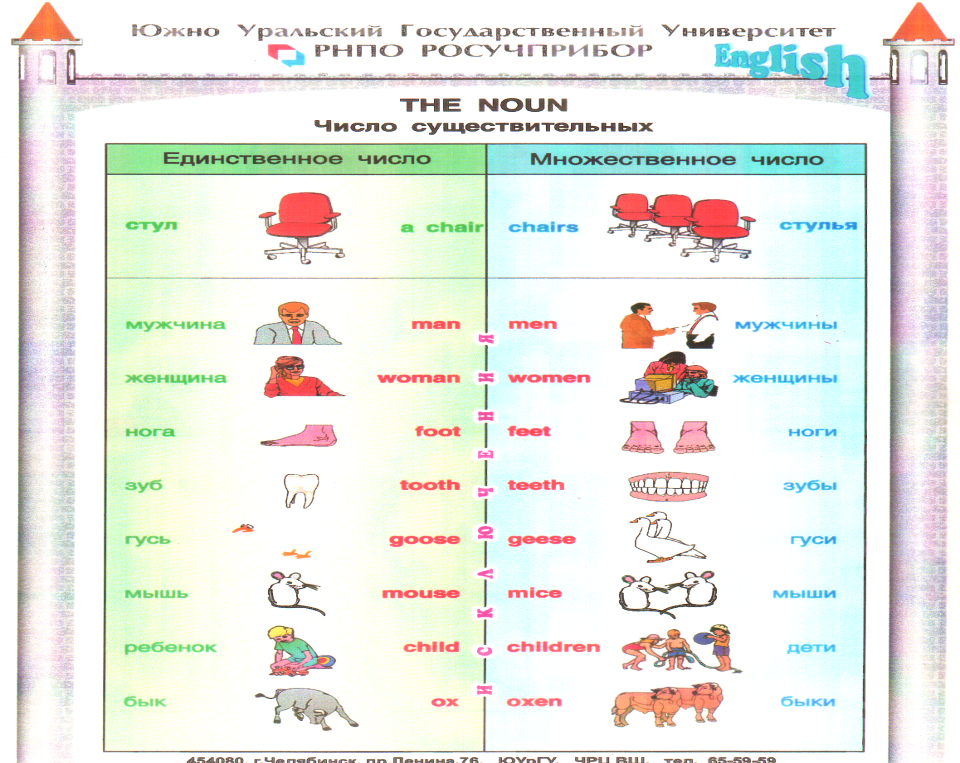 Южно Уральский Государственный Университет
РНПО РОСУЧПРИБОР
English
THE NOUN
Число существительных
Единственное число Множественное число
стул a chair chairs стулья
мужчина man men мужчины
женщина woman women женщины
нога foot feet ноги
зуб tooth teeth зубы
гусь goose geese гуси
мышь mouse mice мыши
ребенок child children дети
бык ox oxen быки
ИСКЛЮЧЕНИЯ
454080, г.Челябинск, пр.Ленина,76, ЮУрГУ, ЧРЦ ВШ, тел. 65-59-59